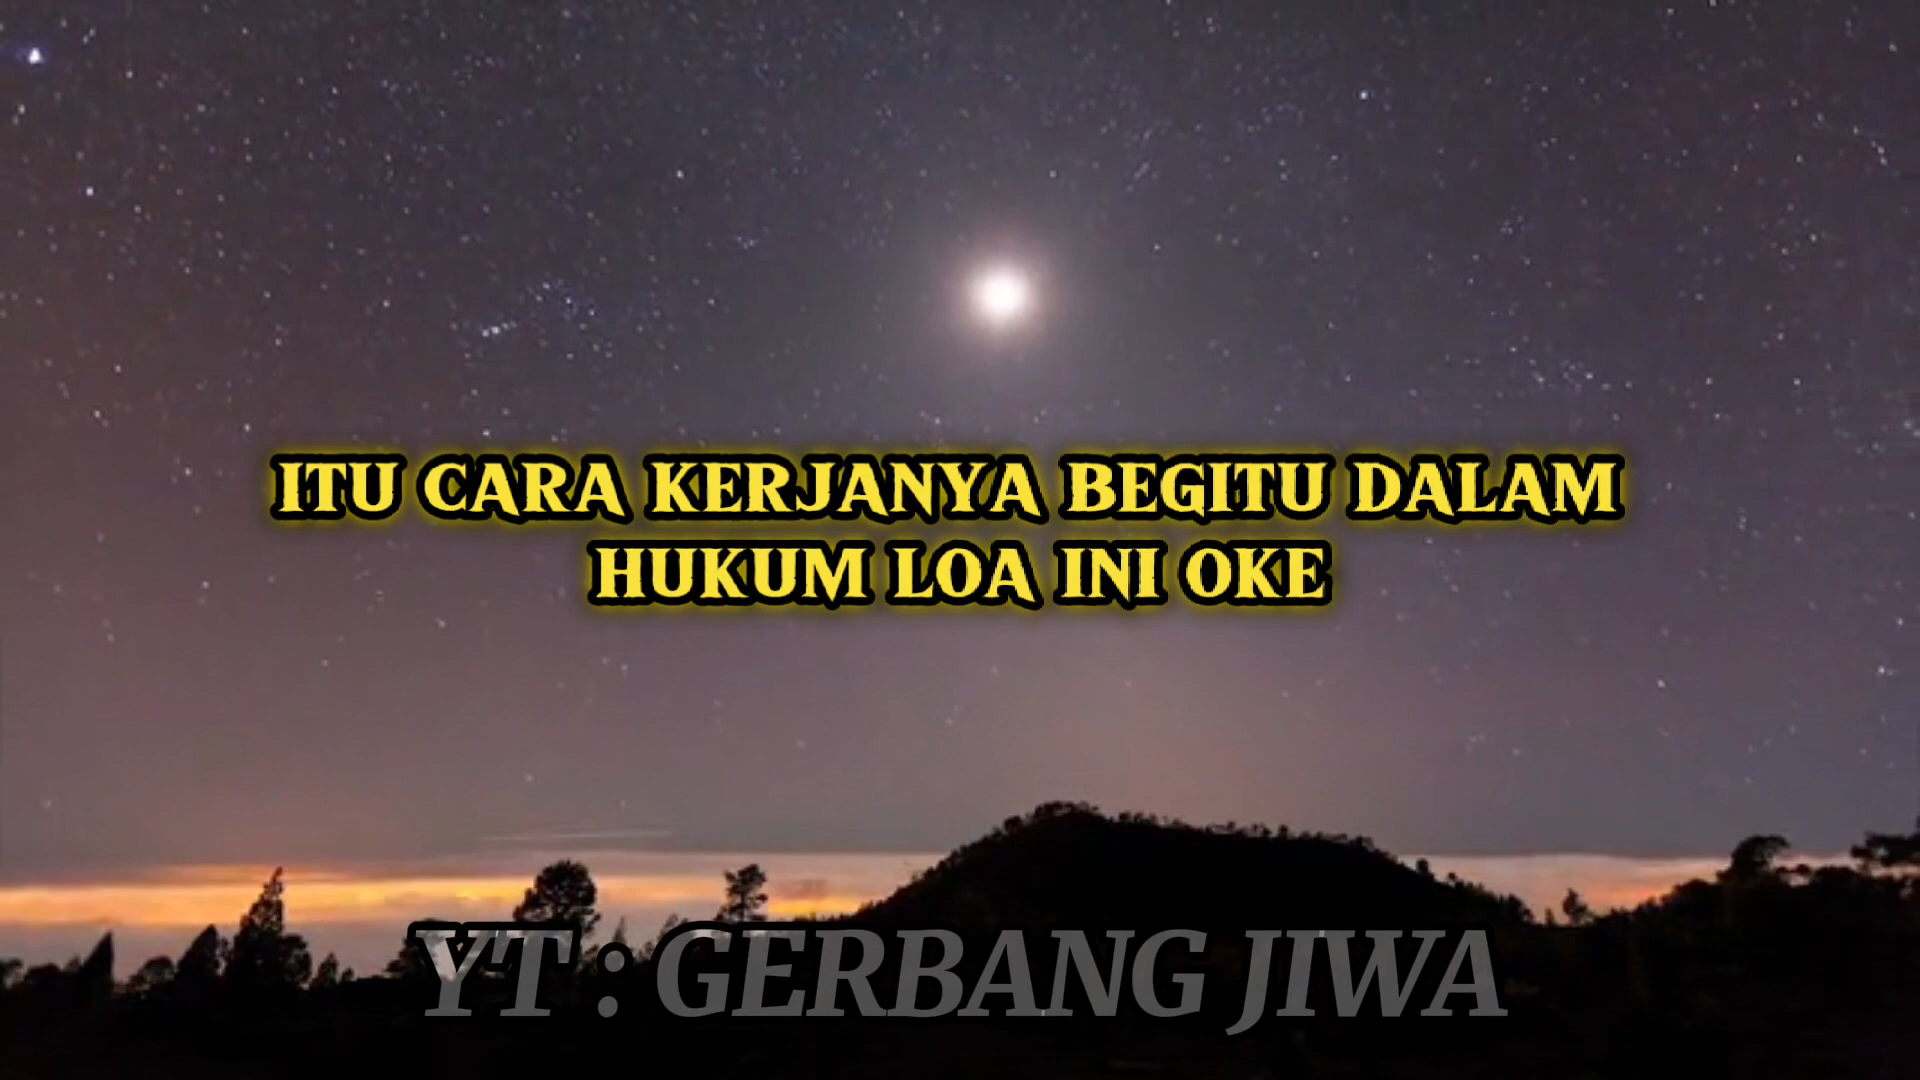 ITU CARA KERJANYA BEGITU DALAM
HUKUM LOA INI OKE
YT : GERBANG JIWA